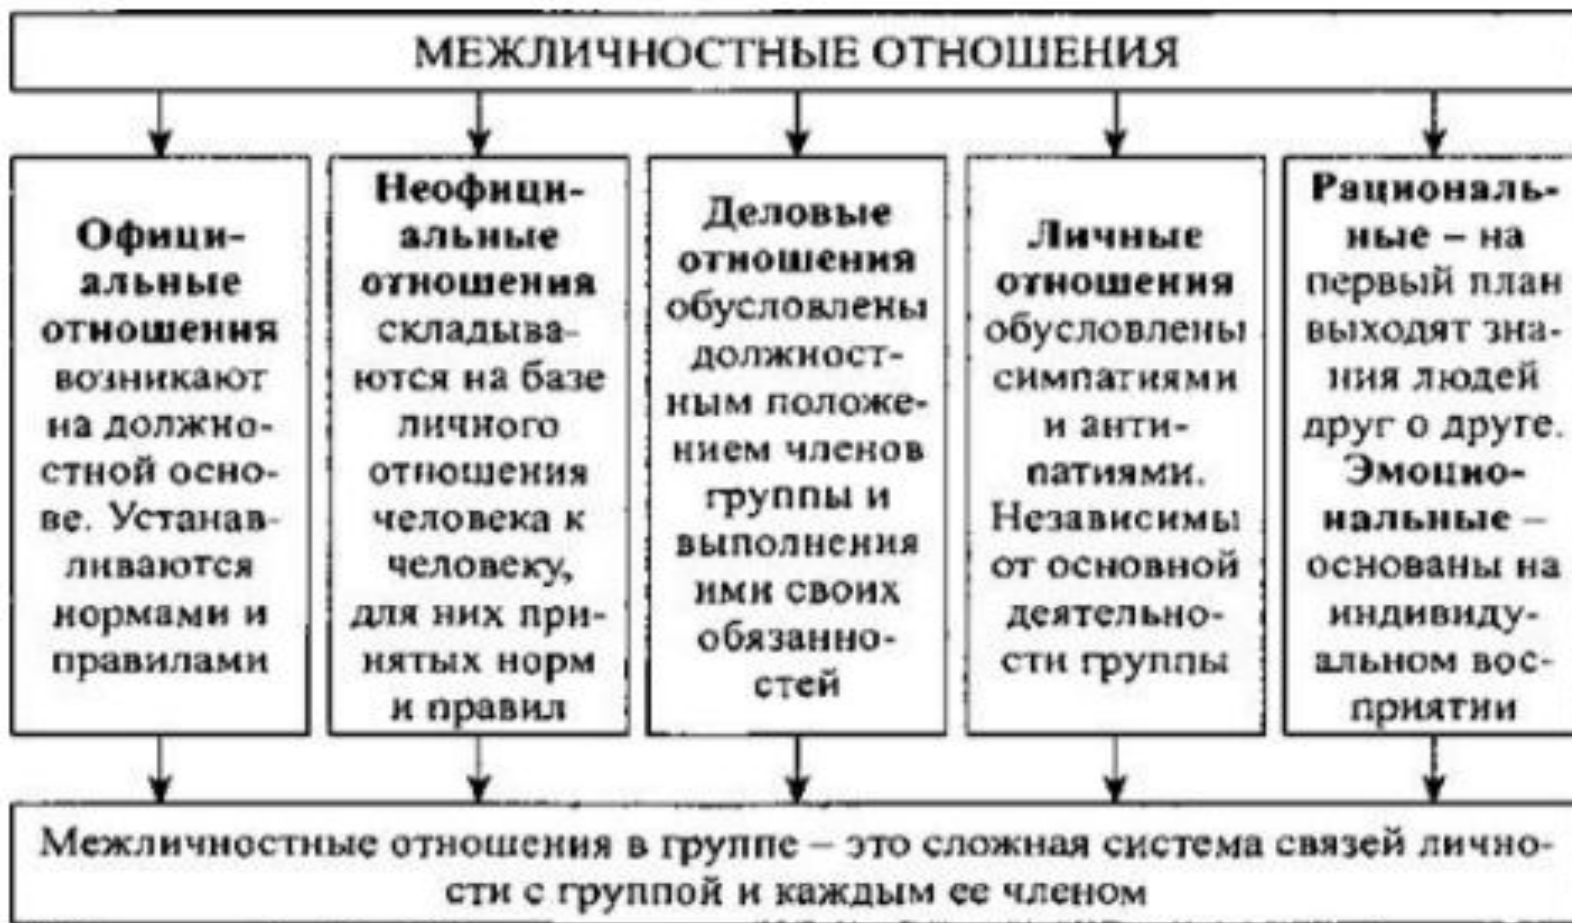 МЕЖЛИЧНОСТНЫЕ ОТНОШЕНИЯ
Офици-
альные
отношения
возникают
на должно-
стной осно-
ве. Устанав-
ливаются
нормами и
правилами
Неофици-
альные
отношения
складыва-
ются на базе
личного
отношения
человека к
человеку,
для них при-
нятых норм
и правил
Деловые
отношения
обусловлены
должност-
ным положе-
нием членов
группы и
выполнения
ими своих
обязанно-
стей
Личные
отношения
обусловлены
симпатиями
и анти-
патиями.
Независимы
от основной
деятельно-
сти группы
Рациональ-
ные – на
первый план
выходят зна-
ния людей
друг о друге.
Эмоцио-
нальные –
основаны на
индивиду-
альном вос-
приятии
Межличностные отношения в группе – это сложная система связей лично-
сти с группой и каждым ее членом